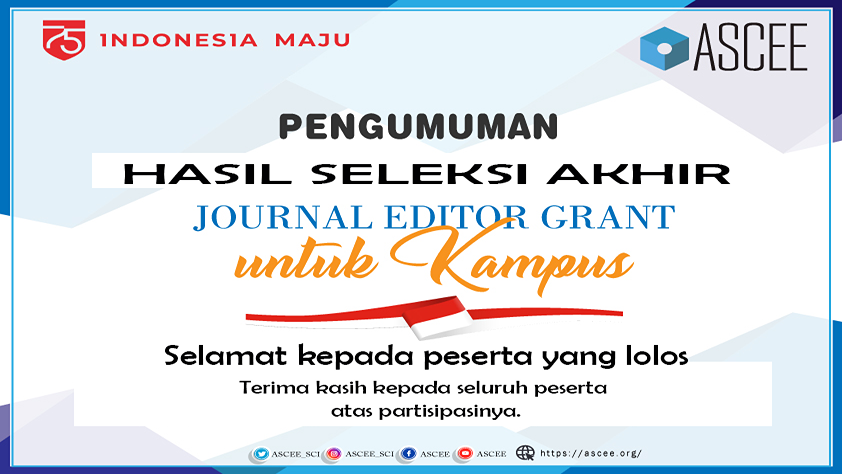 75 INDONESIA MAJU
ASCEE
PENGUMUMAN
HASIL SELEKSI AKHIR
JOURNAL EDITOR GRANT
untuk Kampus
Selamat kepada peserta yang lolos
Terima kasih kepada seluruh peserta
atas partisipasinya.
ASCEE_SCI ASCEE_SCI ASCEE ASCEE https://ascee.org/